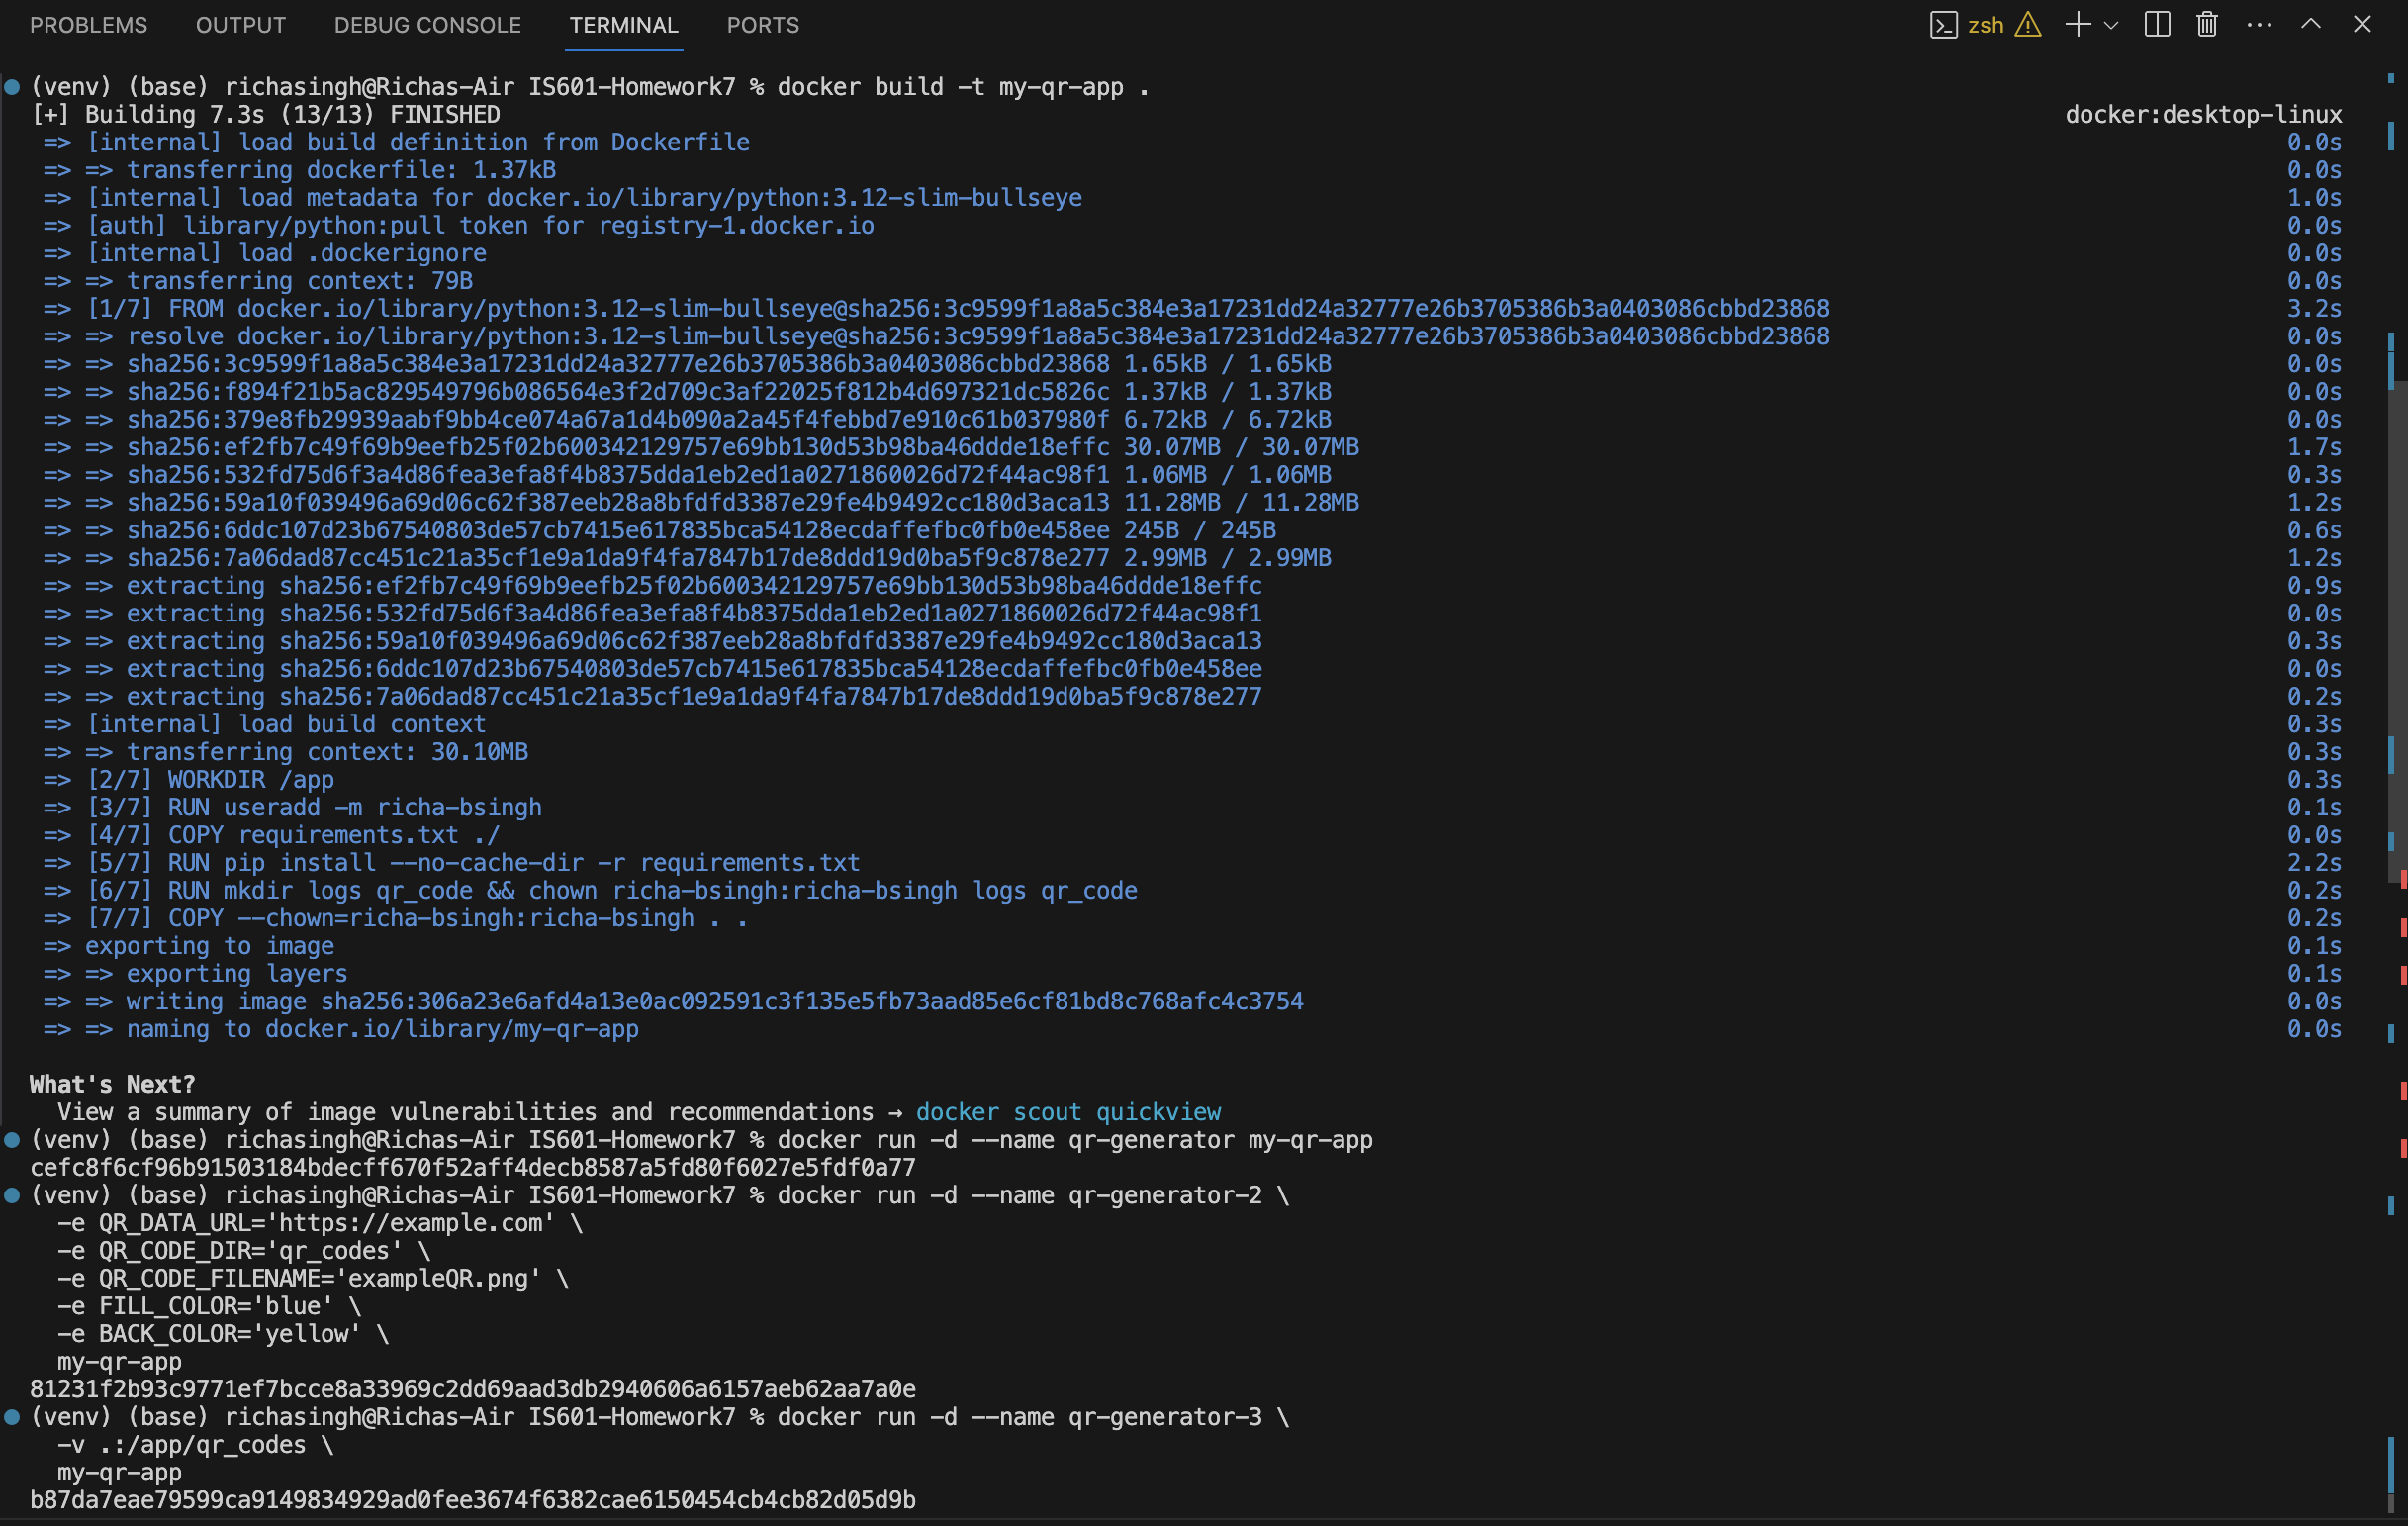 PROBLEMS OUTPUT DEBUG CONSOLE TERMINAL PORTS zsh
(venv) (base) richasingh@Richas-Air IS601-Homework7 % docker build -t my-qr-app .
[+] Building 7.3s (13/13) FINISHED docker:desktop-linux
=> [internal] load build definition from Dockerfile 0.0s
=> => transferring dockerfile: 1.37kB 0.0s
=> [internal] load metadata for docker.io/library/python:3.12-slim-bullseye 1.0s
=> [auth] library/python:pull token for registry-1.docker.io 0.0s
=> [internal] load .dockerignore 0.0s
=> => transferring context: 79B 0.0s
=> [1/7] FROM docker.io/library/python:3.12-slim-bullseye@sha256:3c9599f1a8a5c384e3a17231dd24a32777e26b3705386b3a0403086cbbd23868 3.2s
=> => resolve docker.io/library/python:3.12-slim-bullseye@sha256:3c9599f1a8a5c384e3a17231dd24a32777e26b3705386b3a0403086cbbd23868 0.0s
=> => sha256:3c9599f1a8a5c384e3a17231dd24a32777e26b3705386b3a0403086cbbd23868 1.65kB / 1.65kB 0.0s
=> => sha256:f894f21b5ac829549796b086564e3f2d709c3af22025f812b4d697321dc5826c 1.37kB / 1.37kB 0.0s
=> => sha256:379e8fb29939aabf9bb4ce074a67a1d4b090a2a45f4febbd7e910c61b037980f 6.72kB / 6.72kB 0.0s
=> => sha256:ef2fb7c49f69b9eefb25f02b600342129757e69bb130d53b98ba46ddde18effc 30.07MB / 30.07MB 1.7s
=> => sha256:532fd75d6f3a4d86fea3efa8f4b8375dda1eb2ed1a0271860026d72f44ac98f1 1.06MB / 1.06MB 0.3s
=> => sha256:59a10f039496a69d06c62f387eeb28a8bfdfd3387e29fe4b9492cc180d3aca13 11.28MB / 11.28MB 1.2s
=> => sha256:6ddc107d23b67540803de57cb7415e617835bca54128ecdaffefbc0fb0e458ee 245B / 245B 0.6s
=> => sha256:7a06dad87cc451c21a35cf1e9a1da9f4fa7847b17de8ddd19d0ba5f9c878e277 2.99MB / 2.99MB 1.2s
=> => extracting sha256:ef2fb7c49f69b9eefb25f02b600342129757e69bb130d53b98ba46ddde18effc 0.9s
=> => extracting sha256:532fd75d6f3a4d86fea3efa8f4b8375dda1eb2ed1a0271860026d72f44ac98f1 0.0s
=> => extracting sha256:59a10f039496a69d06c62f387eeb28a8bfdfd3387e29fe4b9492cc180d3aca13 0.3s
=> => extracting sha256:6ddc107d23b67540803de57cb7415e617835bca54128ecdaffefbc0fb0e458ee 0.0s
=> => extracting sha256:7a06dad87cc451c21a35cf1e9a1da9f4fa7847b17de8ddd19d0ba5f9c878e277 0.2s
=> [internal] load build context 0.3s
=> => transferring context: 30.10MB 0.3s
=> [2/7] WORKDIR /app 0.3s
=> [3/7] RUN useradd -m richa-bsingh 0.1s
=> [4/7] COPY requirements.txt ./ 0.0s
=> [5/7] RUN pip install --no-cache-dir -r requirements.txt 2.2s
=> [6/7] RUN mkdir logs qr_code && chown richa-bsingh:richa-bsingh logs qr_code 0.2s
=> [7/7] COPY --chown=richa-bsingh:richa-bsingh . . 0.2s
=> exporting to image 0.1s
=> => exporting layers 0.1s
=> => writing image sha256:306a23e6afd4a13e0ac092591c3f135e5fb73aad85e6cf81bd8c768afc4c3754 0.0s
=> => naming to docker.io/library/my-qr-app 0.0s
What's Next?
View a summary of image vulnerabilities and recommendations → docker scout quickview
(venv) (base) richasingh@Richas-Air IS601-Homework7 % docker run -d --name qr-generator my-qr-app
cefc8f6cf96b91503184bdecff670f52aff4decb8587a5fd80f6027e5fdf0a77
(venv) (base) richasingh@Richas-Air IS601-Homework7 % docker run -d --name qr-generator-2 \
-e QR_DATA_URL='https://example.com' \
-e QR_CODE_DIR='qr_codes' \
-e QR_CODE_FILENAME='exampleQR.png' \
-e FILL_COLOR='blue' \
-e BACK_COLOR='yellow' \
my-qr-app
81231f2b93c9771ef7bcce8a33969c2dd69aad3db2940606a6157aeb62aa7a0e
(venv) (base) richasingh@Richas-Air IS601-Homework7 % docker run -d --name qr-generator-3 \
-v .:/app/qr_codes \
my-qr-app
b87da7eae79599ca9149834929ad0fee3674f6382cae6150454cb4cb82d05d9b